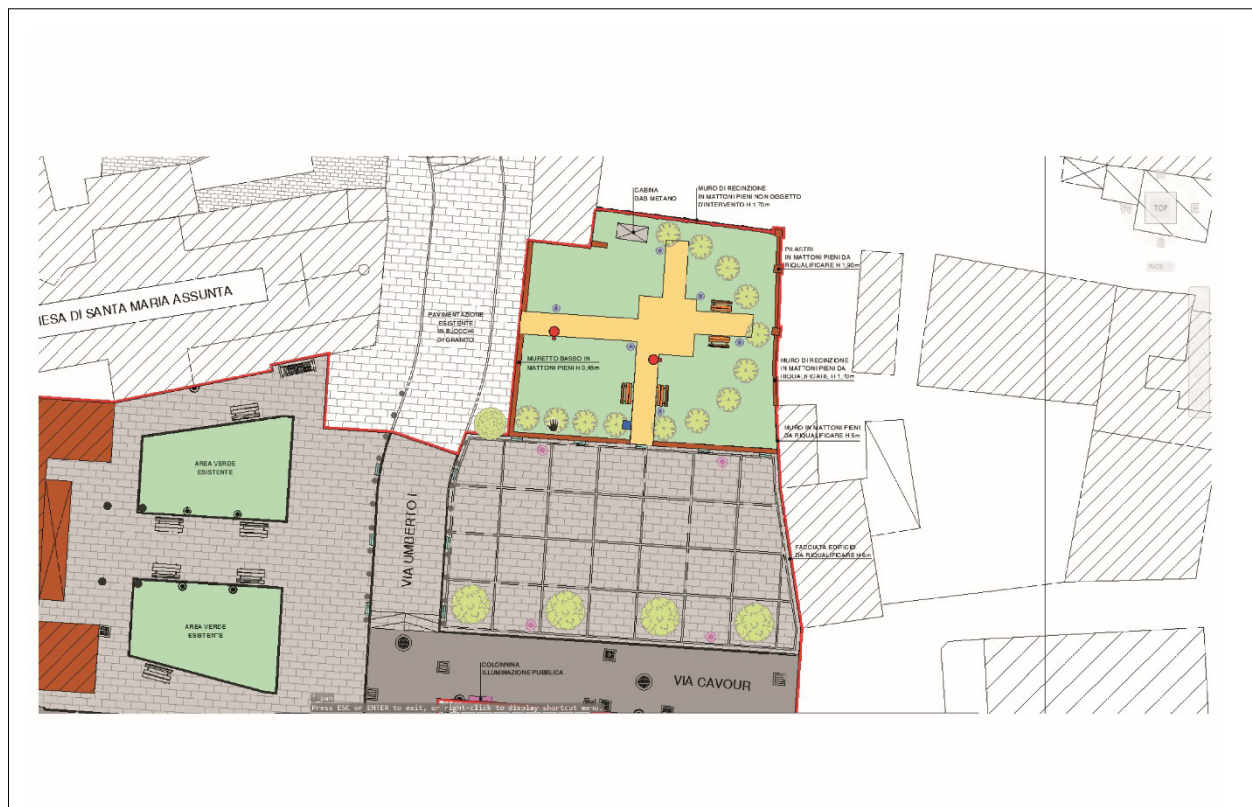 CABINA
GAS METANO
MURO DI RECINZIONE
IN MATTONI PIENI NON OGGETTO
D'INTERVENTO H 1.70m
PILASTRI
IN MATTONI PIENI DA
RIQUALIFICARE H 1,90m
W
TOP
E
S
WCS
IESA DI SANTA MARIA ASSUNTA
PAVIMENTAZIONE
ESISTENTE
IN BLOCCHI
DI GRANITO
MURETTO BASSO IN
MATTONI PIENI H 0,45m
MURO DI RECINZIONE
IN MATTONI PIENI DA
RIQUALIFICARE H 1,70m
MURO IN MATTONI PIENI
DA RIQUALIFICARE H 5m
AREA VERDE
ESISTENTE
VIA UMBERTO I
FACCIATA EDIFICIO
DA RIQUALIFICARE H 6m
AREA VERDE
ESISTENTE
COLONNINA
ILLUMINAZIONE PUBBLICA
VIA CAVOUR
Press ESC or ENTER to exit, or right-click to display shortcut menu.